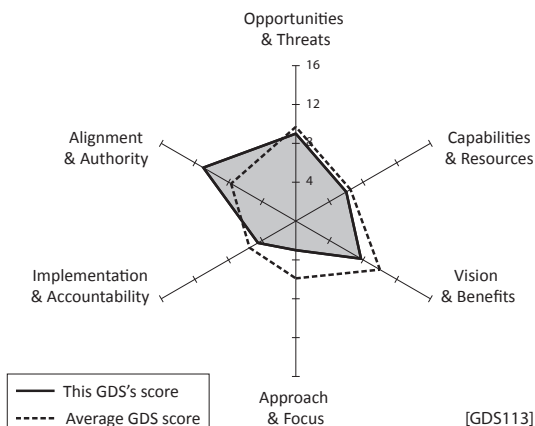 Opportunities
& Threats
16
12
8
4
Alignment
& Authority
Capabilities
& Resources
Implementation
& Accountability
Vision
& Benefits
Approach
& Focus
This GDS's score
Average GDS score
[GDS113]